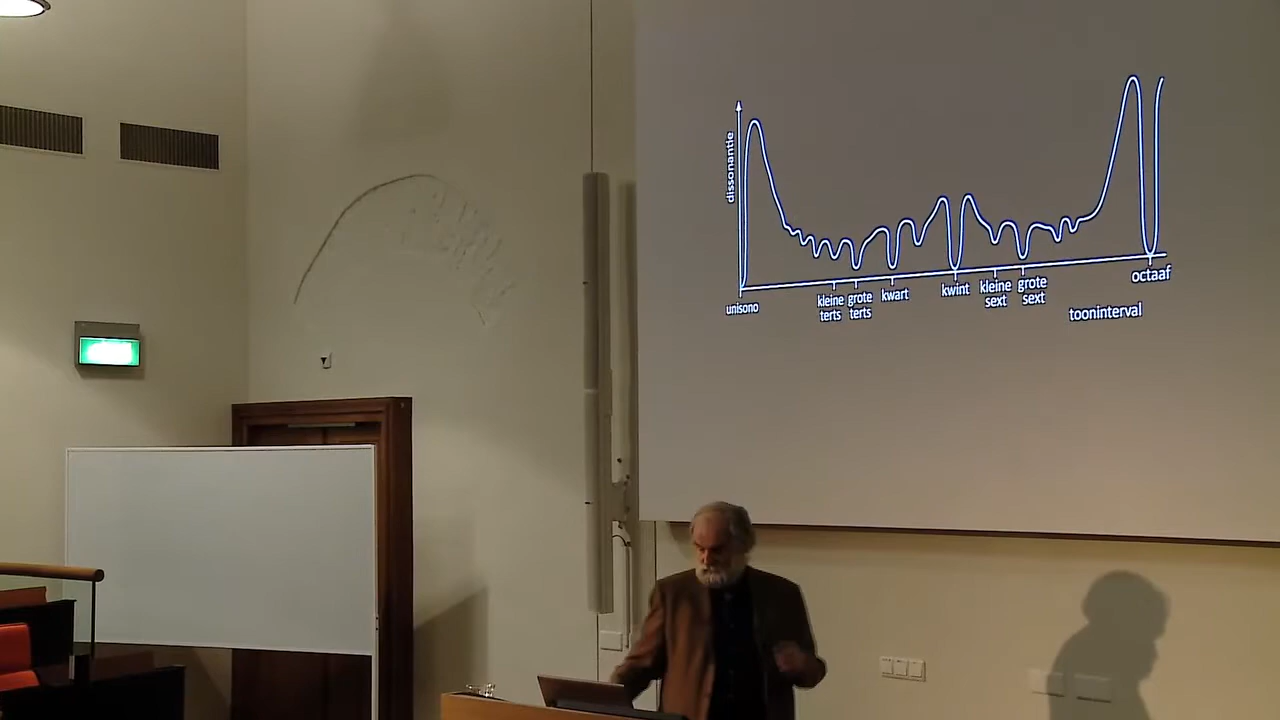 dissonantie
unisono
kleine
terts
grote
terts
kwart
kwint
kleine
sext
grote
sext
octaaf
tooninterval